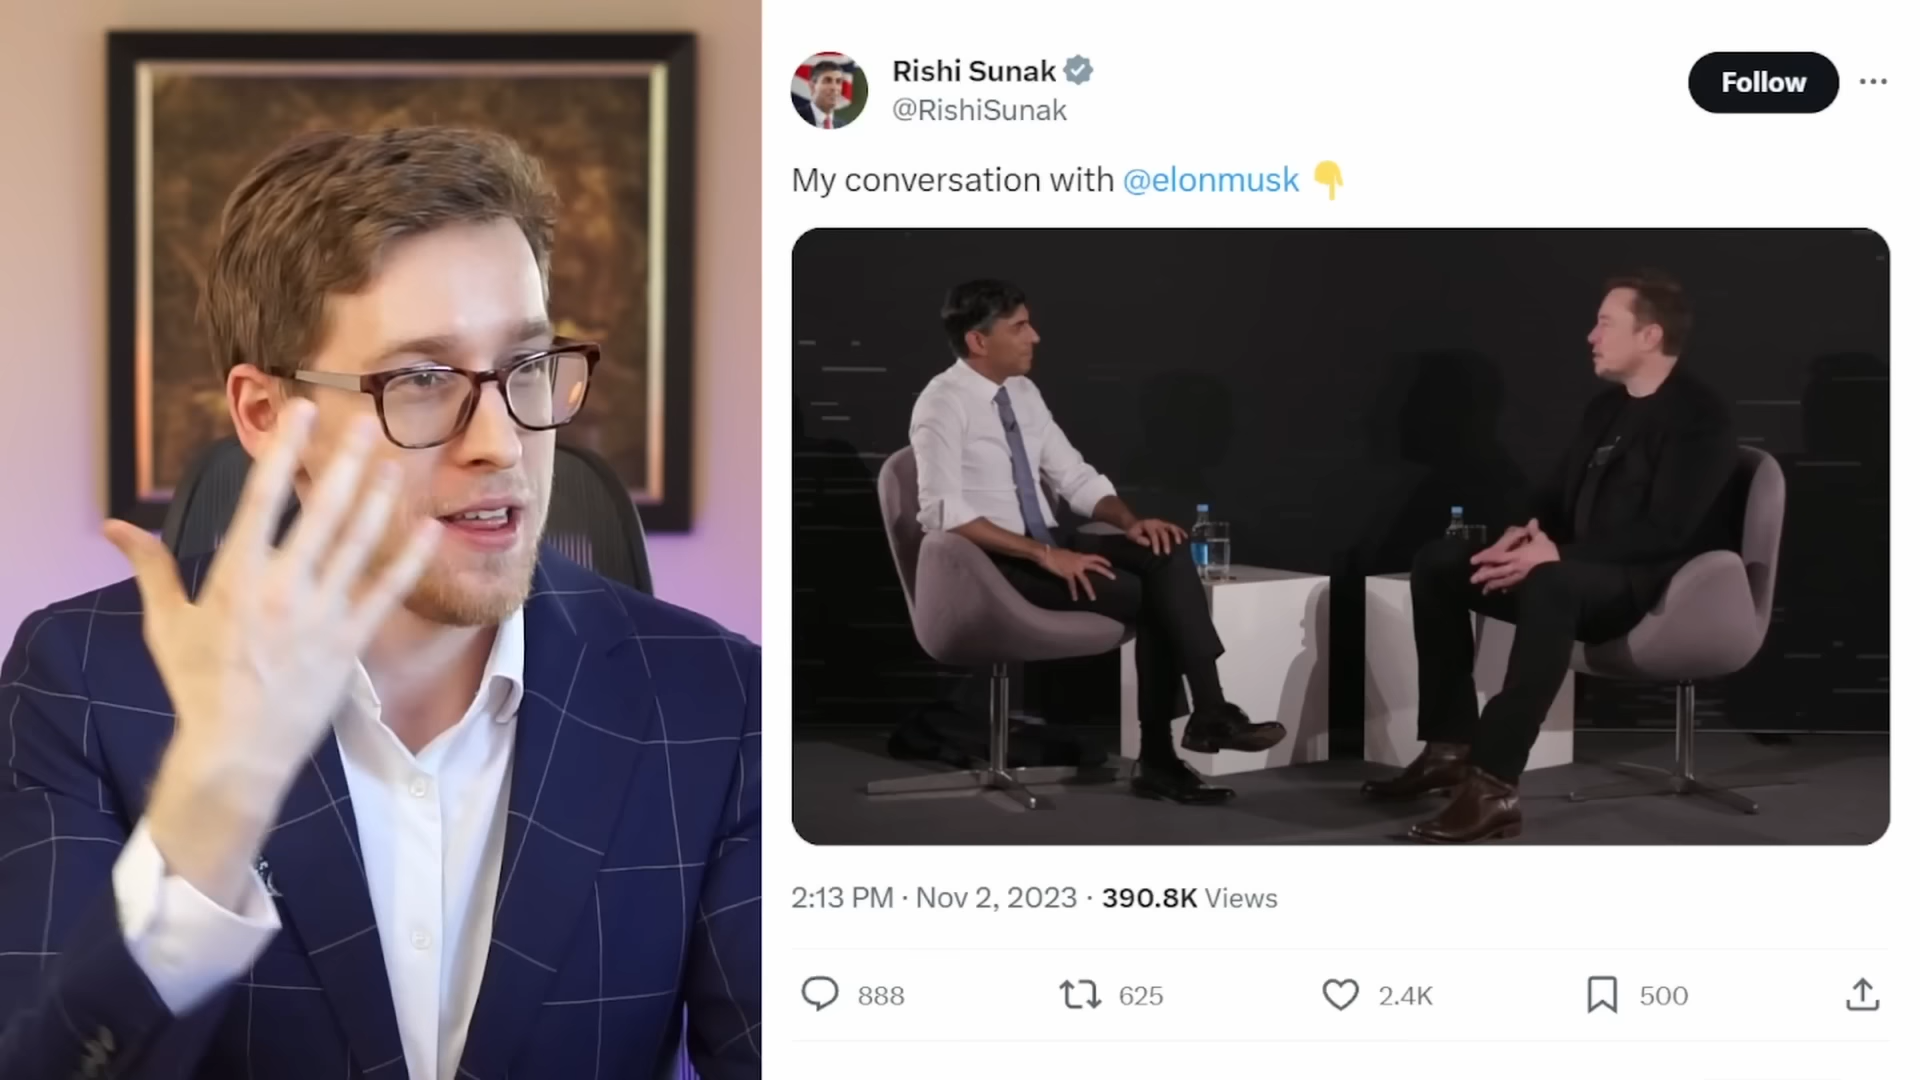 Rishi Sunak
@RishiSunak
Follow
My conversation with @elonmusk 👇
2:13 PM · Nov 2, 2023 · 390.8K Views
888 625 2.4K 500